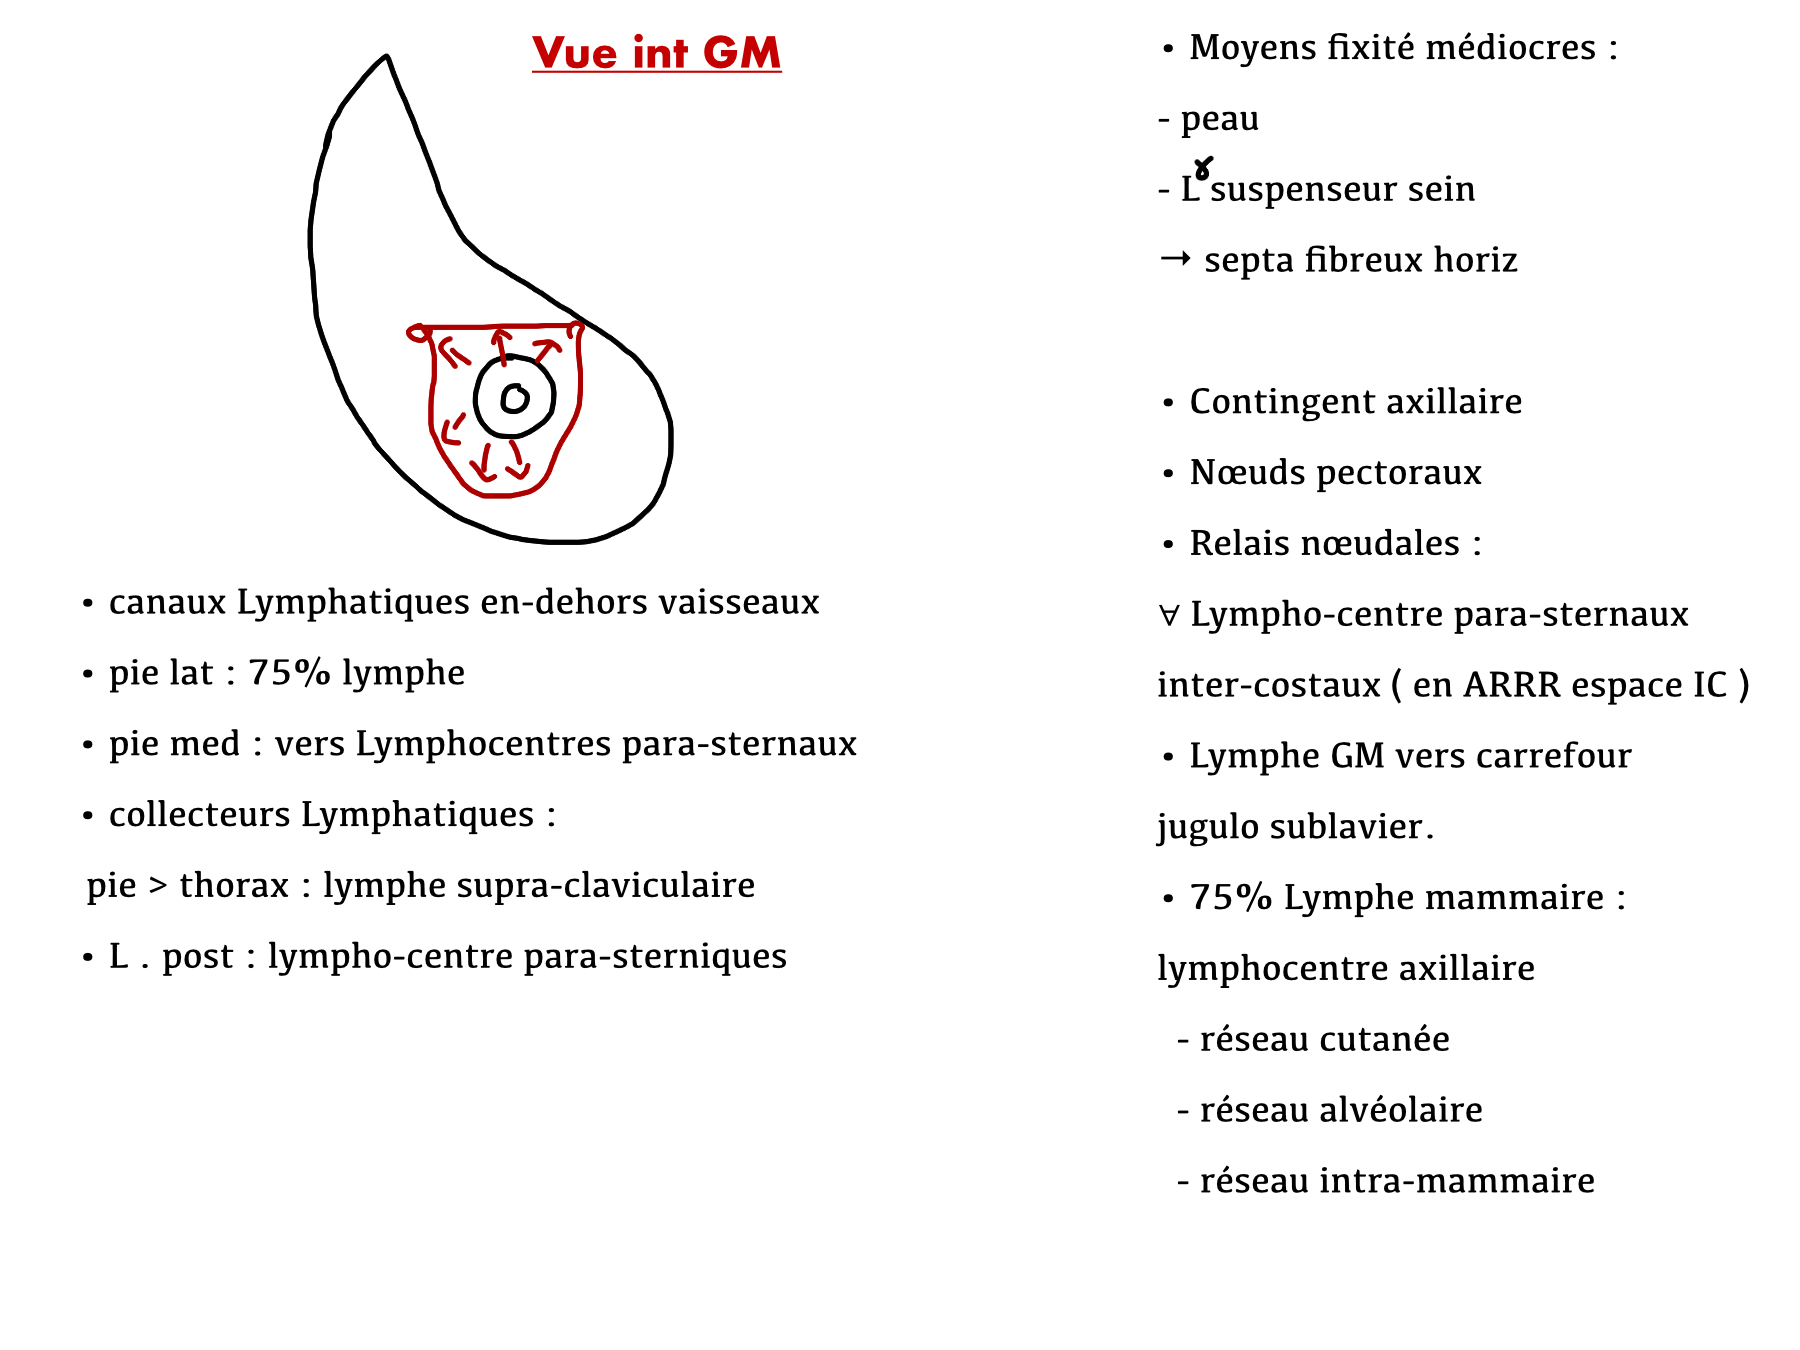 Vue int GM
• canaux Lymphatiques en-dehors vaisseaux
• pie lat : 75% lymphe
• pie med : vers Lymphocentres para-sternaux
• collecteurs Lymphatiques :
pie > thorax : lymphe supra-claviculaire
• L . post : lympho-centre para-sterniques
• Moyens fixité médiocres :
- peau
- L suspenseur sein
→ septa fibreux horiz
• Contingent axillaire
• Nœuds pectoraux
• Relais nœudales :
∀ Lympho-centre para-sternaux
inter-costaux ( en ARRR espace IC )
• Lymphe GM vers carrefour
jugulo sublavier.
• 75% Lymphe mammaire :
lymphocentre axillaire
- réseau cutanée
- réseau alvéolaire
- réseau intra-mammaire